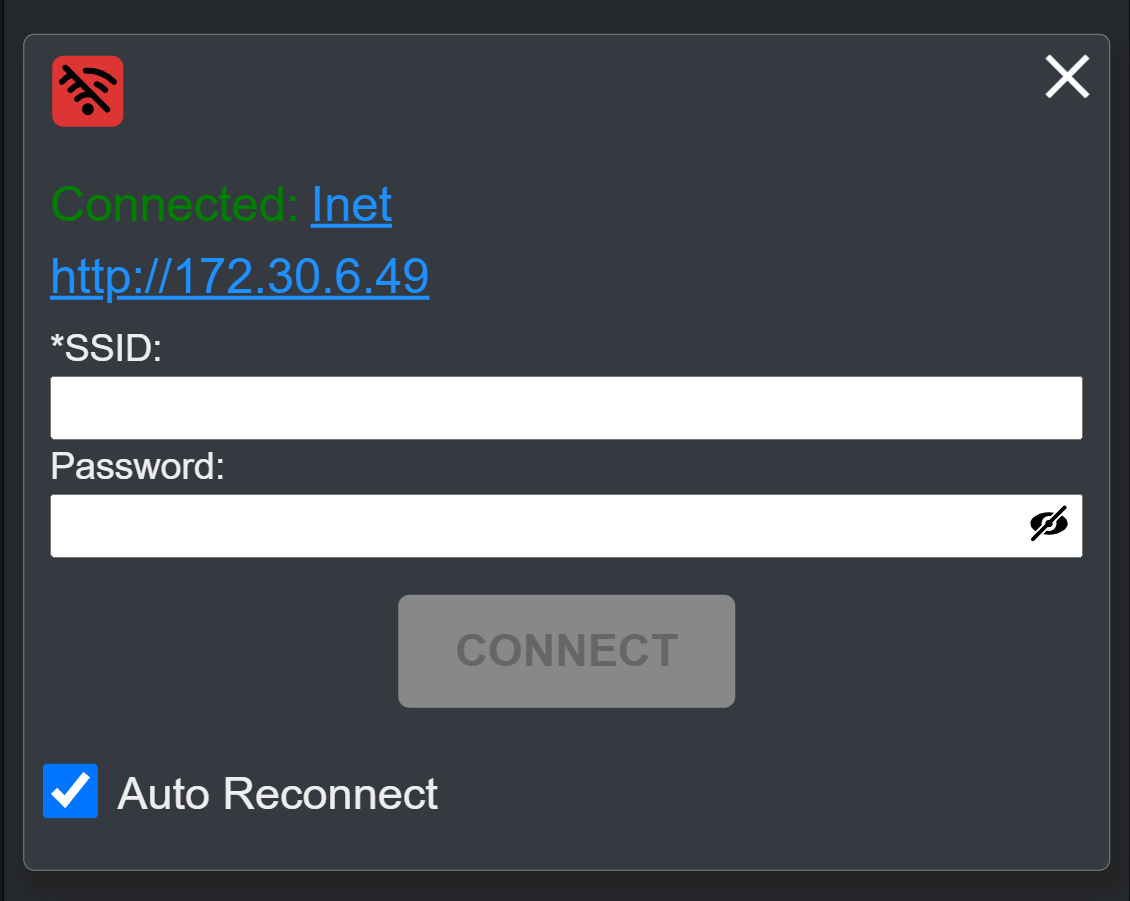 Connected: Inet
http://172.30.6.49
*SSID:
Password:
CONNECT
Auto Reconnect